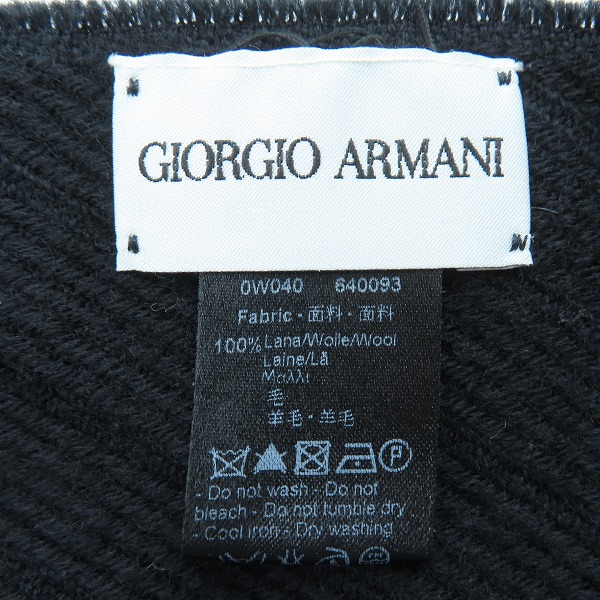 GIORGIO ARMANI
0W040 640093
Fabric · 面料 · 面料
100% Lana/Wolle/Wool
Laine/Lã
Μαλλι
毛
羊毛 · 羊毛
P
- Do not wash - Do not
bleach - Do not tumble dry
- Cool iron - Dry washing